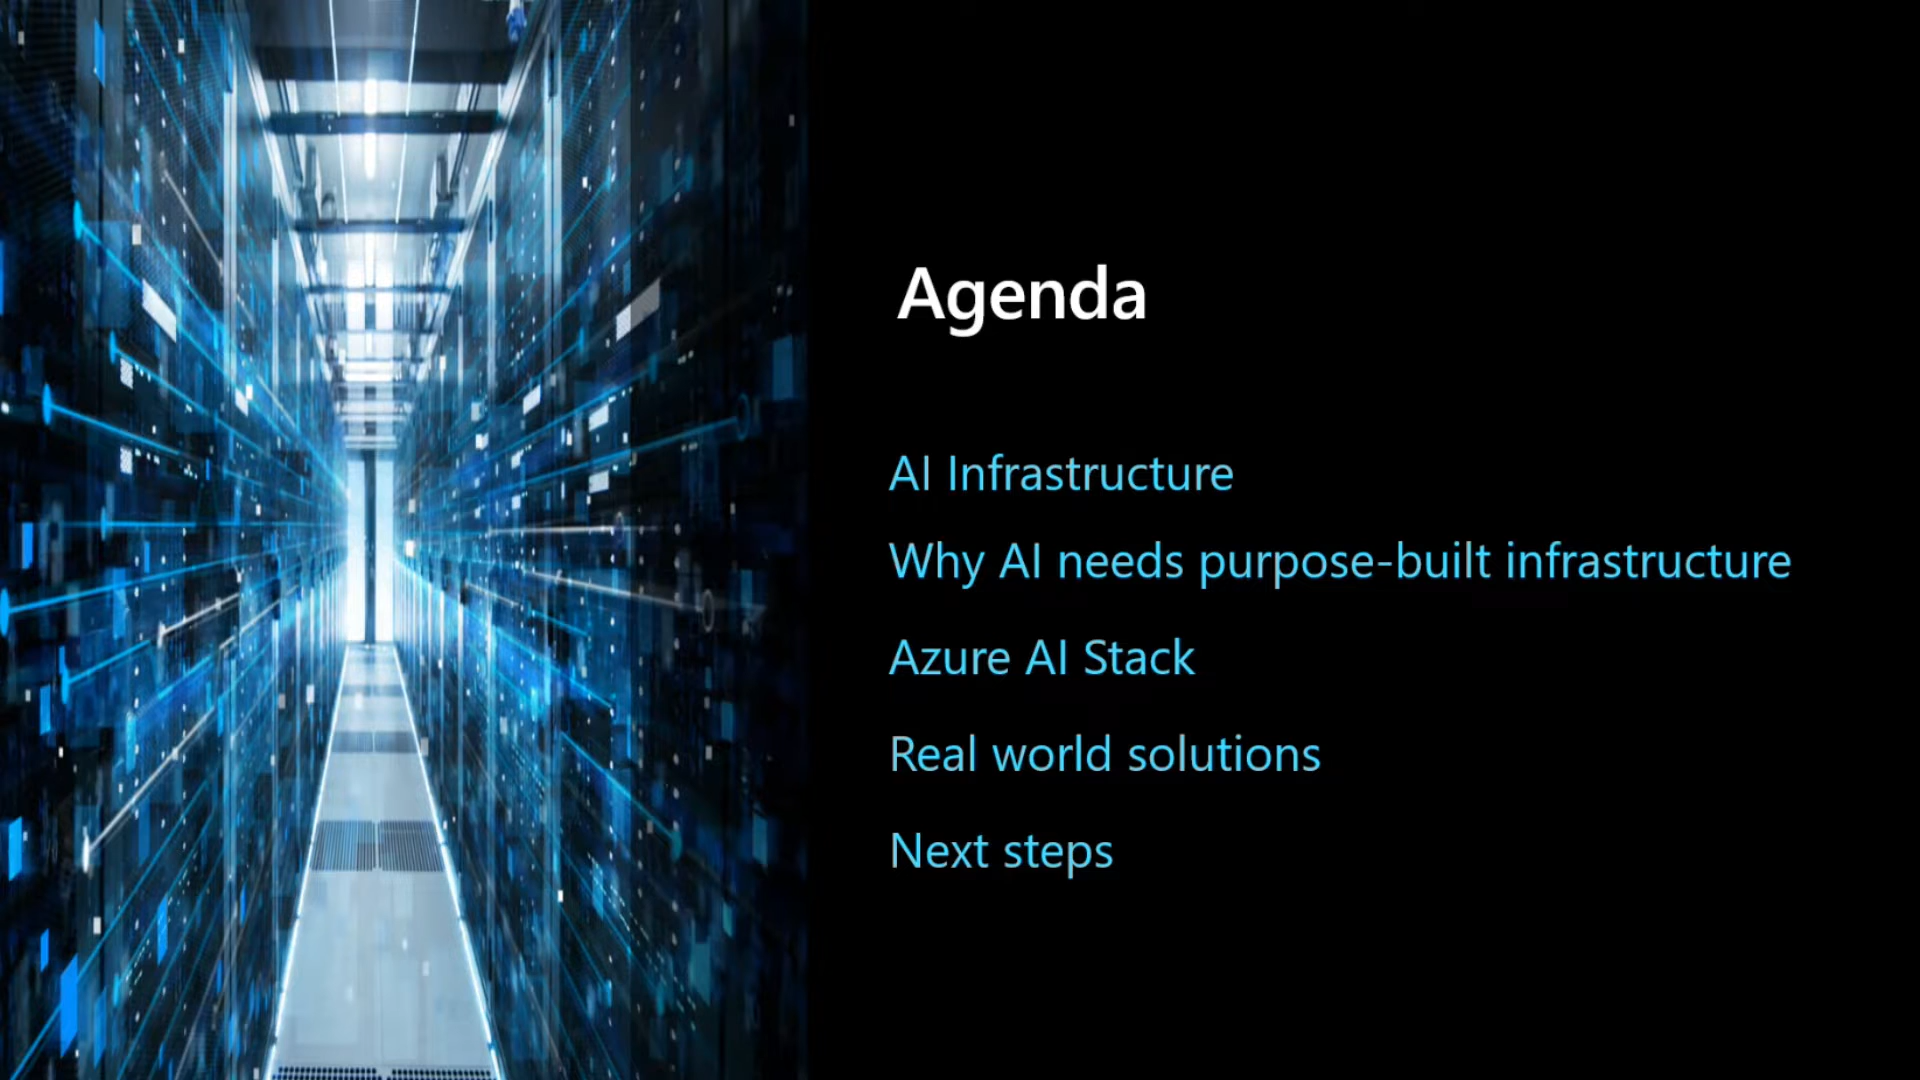 Agenda
AI Infrastructure
Why AI needs purpose-built infrastructure
Azure AI Stack
Real world solutions
Next steps